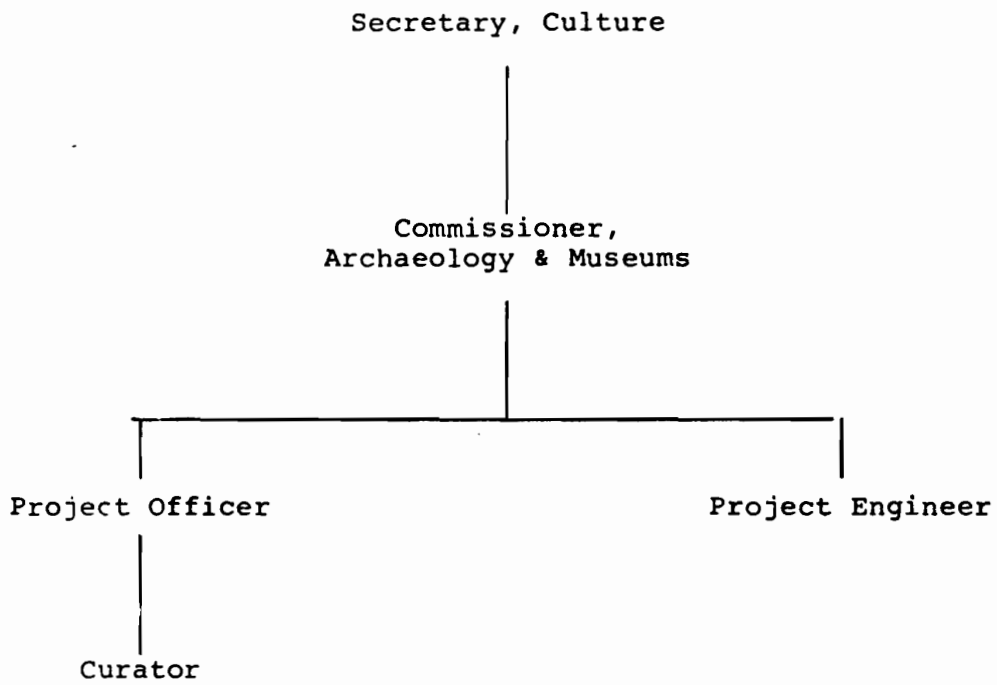 Secretary, Culture
Commissioner,
Archaeology & Museums
Project Officer
Project Engineer
Curator